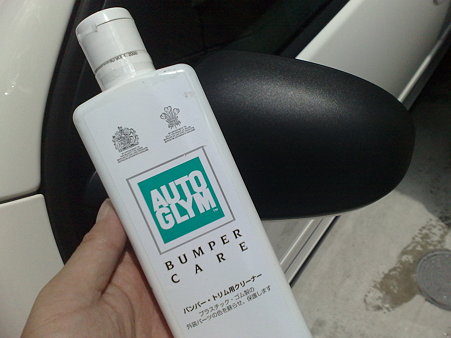 AUTO
GLYM
BUMPER
CARE
バンパー・トリム用クリーナー
プラスチック・ゴム製の
外装パーツの色を蘇らせ、保護します